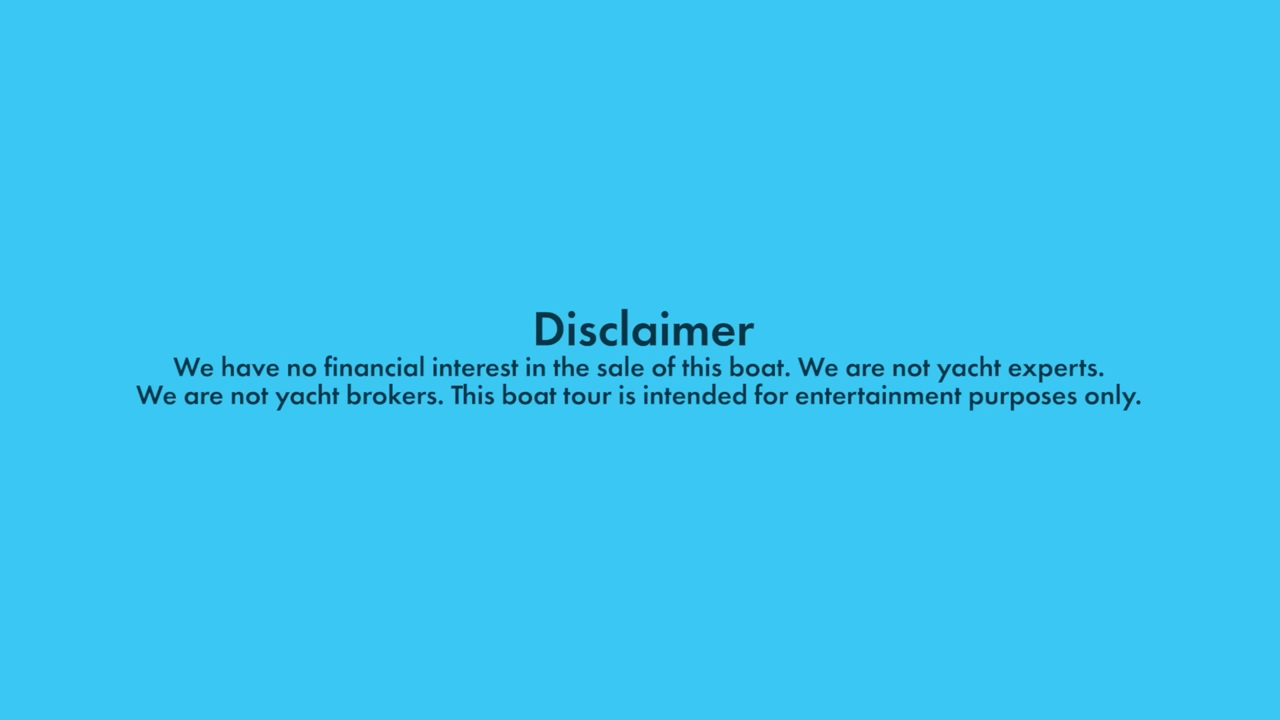 Disclaimer
We have no financial interest in the sale of this boat. We are not yacht experts.
We are not yacht brokers. This boat tour is intended for entertainment purposes only.